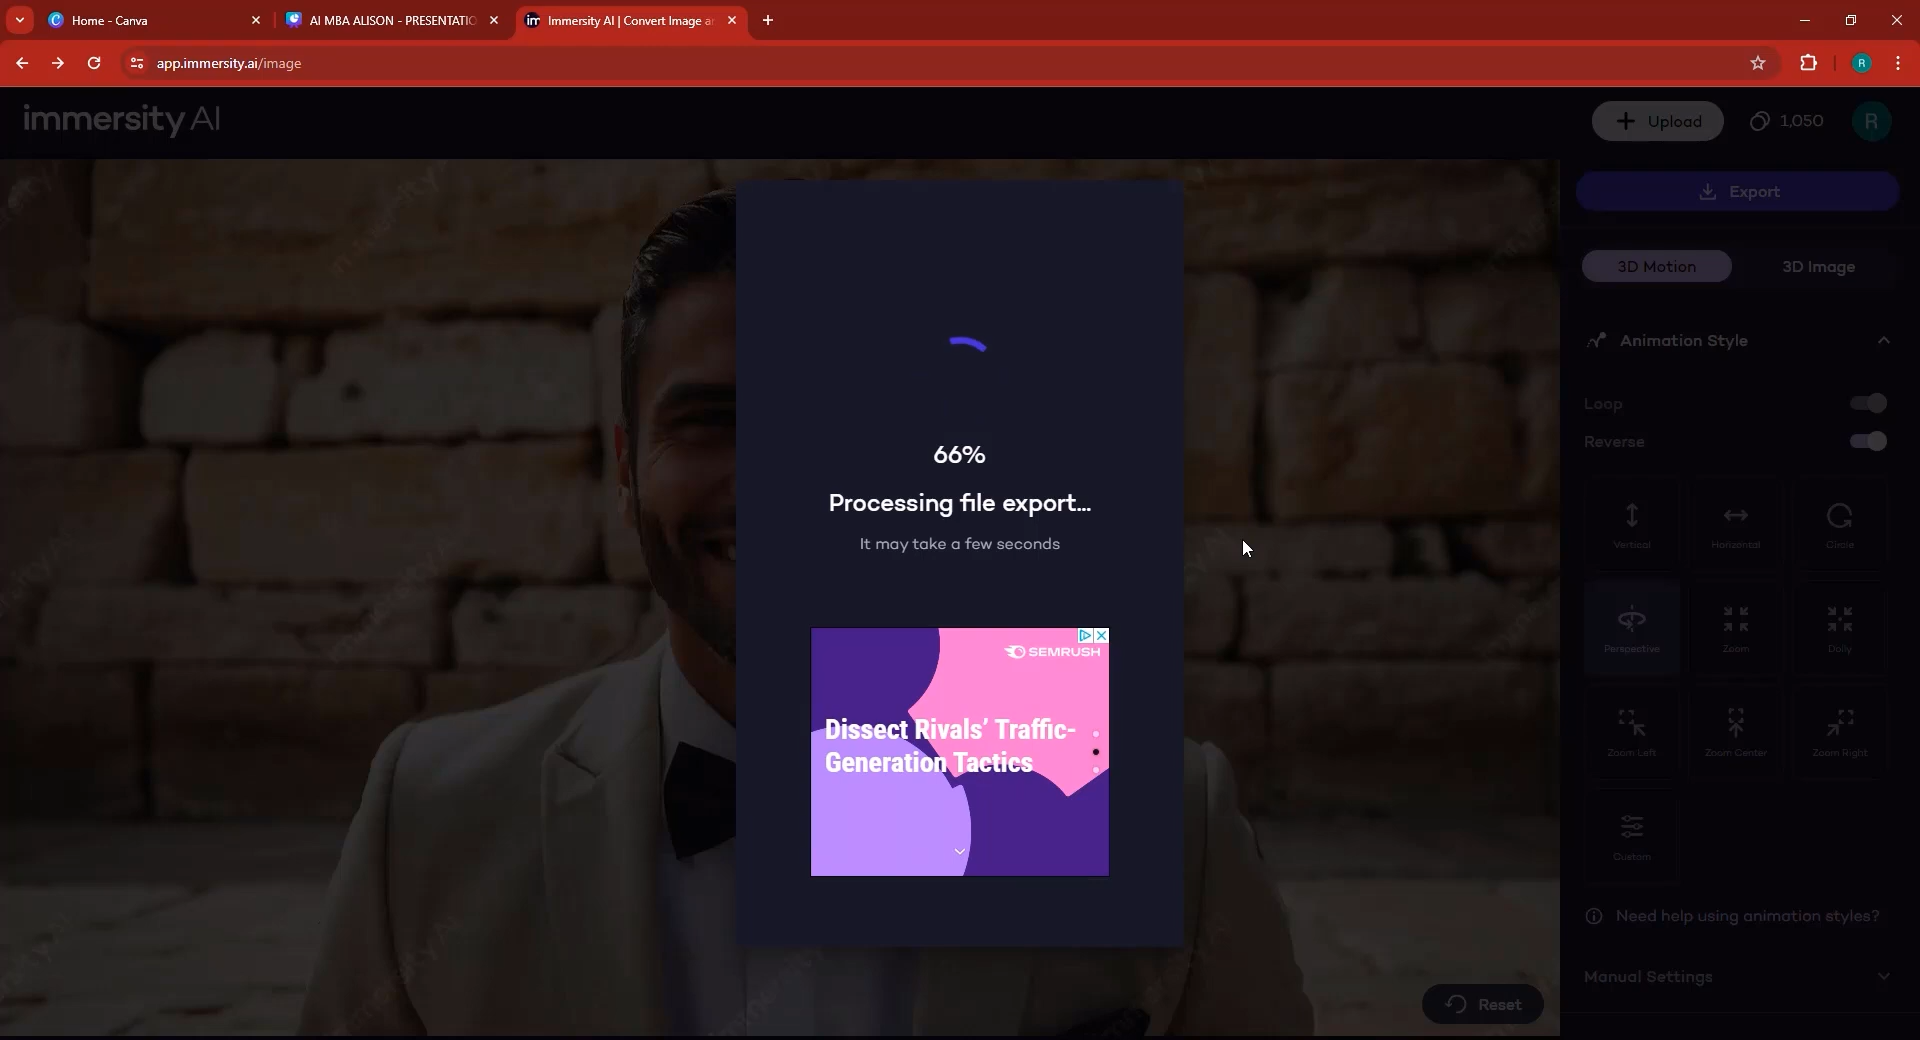 Home - Canva
AI MBA ALISON - PRESENTATIO
im Immersity AI | Convert Image a
app.immersity.ai/image
R
immersity AI
Upload
1,050
R
Export
3D Motion
3D Image
Animation Style
Loop
Reverse
Vertical
Horizontal
Circle
Perspective
Zoom
Dolly
Zoom Left
Zoom Center
Zoom Right
Custom
Need help using animation styles?
Manual Settings
Reset
66%
Processing file export...
It may take a few seconds
SEMRUSH
Dissect Rivals' Traffic-
Generation Tactics